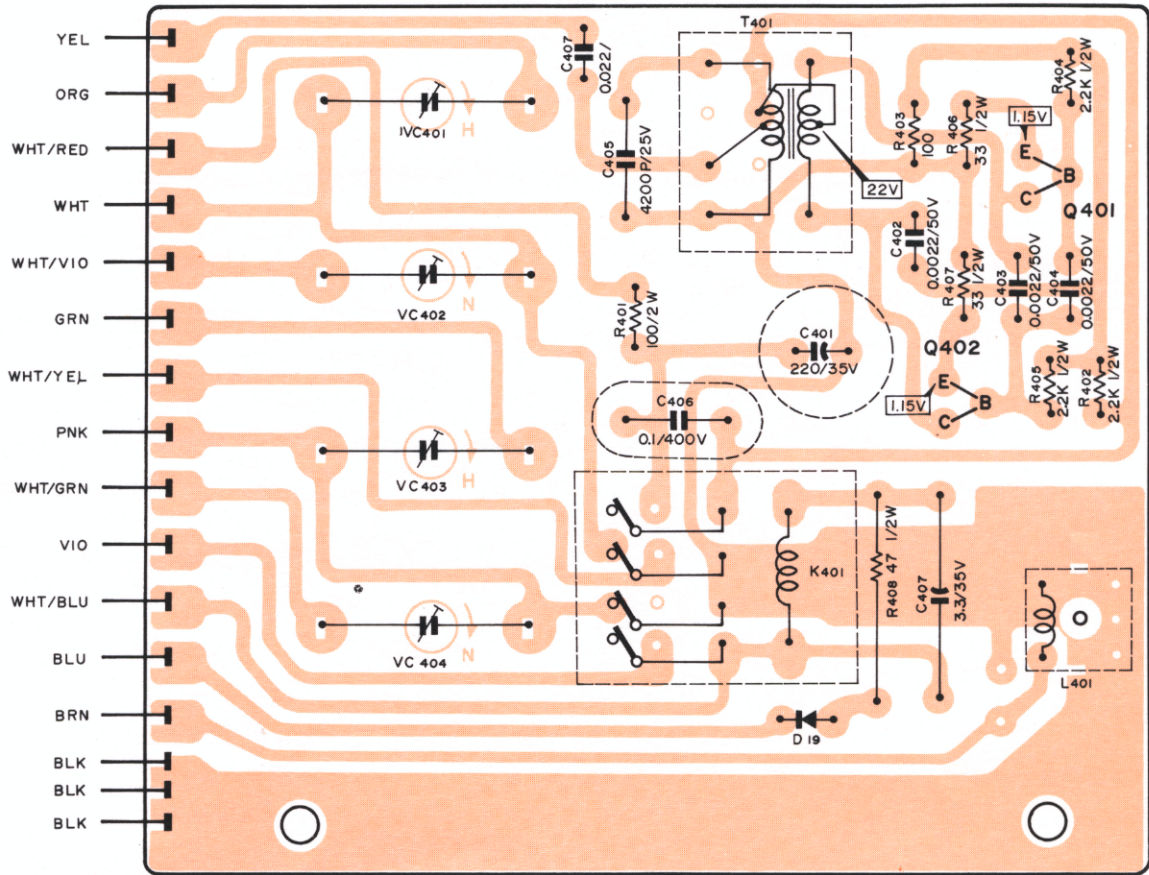 YEL
ORG
WHT/RED
WHT
WHT/VIO
GRN
WHT/YEL
PNK
WHT/GRN
VIO
WHT/BLU
BLU
BRN
BLK
BLK
BLK
1VC401
H
VC402
N
VC403
H
VC404
N
C407
0.022/
C405
4200P/25V
T401
22V
R403
100
R406
33 1/2W
R404
2.2K 1/2W
1.15V
E
B
C
Q401
C402
0.0022/50V
R407
33 1/2W
C403
0.0022/50V
C404
0.0022/50V
R401
100/2W
C401
220/35V
Q402
E
B
C
1.15V
R405
2.2K 1/2W
R402
2.2K 1/2W
C406
0.1/400V
K401
R408 47 1/2W
C407
3.3/35V
L401
D19